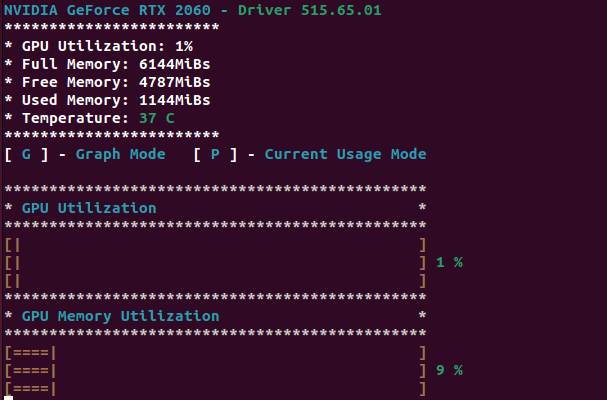 NVIDIA GeForce RTX 2060 - Driver 515.65.01
************************
* GPU Utilization: 1%
* Full Memory: 6144MiBs
* Free Memory: 4787MiBs
* Used Memory: 1144MiBs
* Temperature: 37 C
************************
[ G ] - Graph Mode   [ P ] - Current Usage Mode

***********************************************
* GPU Utilization                             *
***********************************************
[|                                            ]
[|                                            ] 1 %
[|                                            ]
***********************************************
* GPU Memory Utilization                      *
***********************************************
[====|                                        ]
[====|                                        ] 9 %
[====|                                        ]